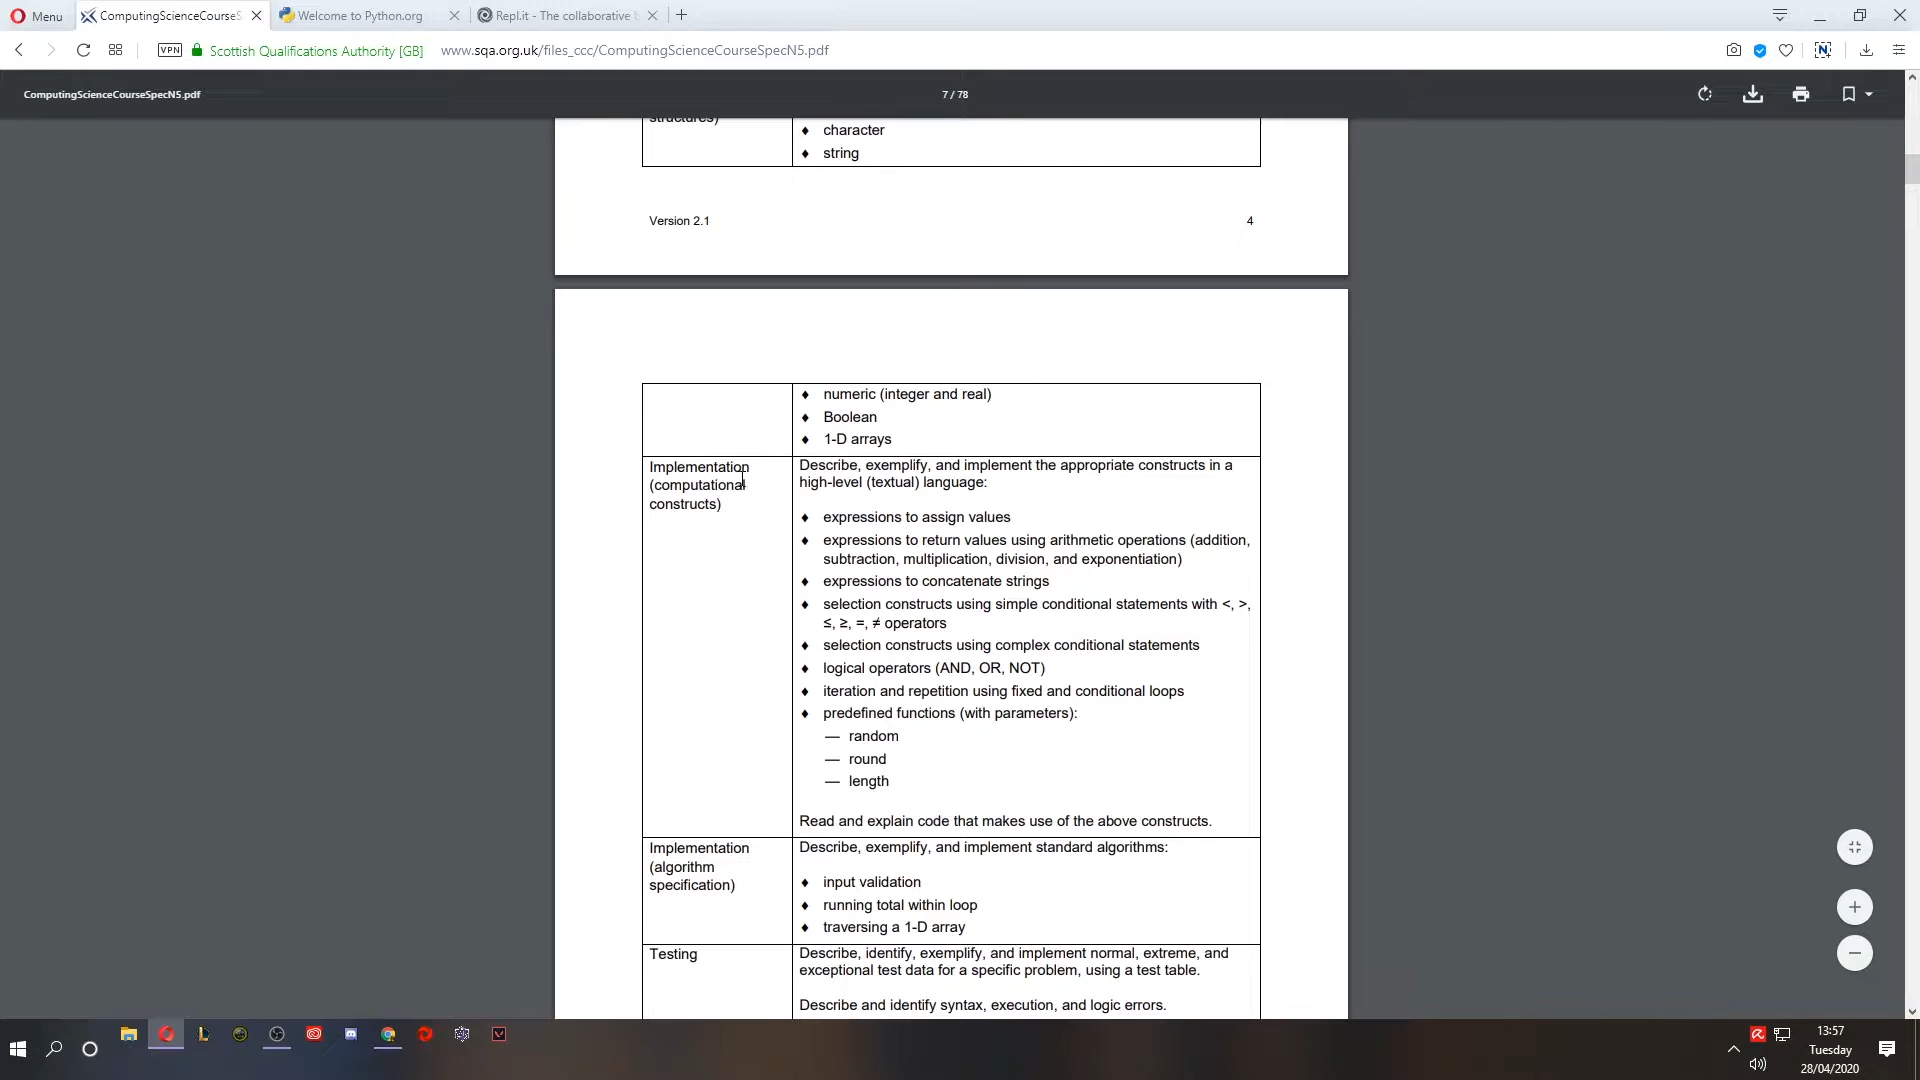 Menu
ComputingScienceCourseS
Welcome to Python.org
Repl.it - The collaborative
VPN
Scottish Qualifications Authority [GB]
www.sqa.org.uk/files_ccc/ComputingScienceCourseSpecN5.pdf
ComputingScienceCourseSpecN5.pdf
7 / 78
structures)
♦ character
♦ string
Version 2.1
4
♦ numeric (integer and real)
♦ Boolean
♦ 1-D arrays
Implementation
(computational
constructs)
Describe, exemplify, and implement the appropriate constructs in a
high-level (textual) language:
♦ expressions to assign values
♦ expressions to return values using arithmetic operations (addition,
subtraction, multiplication, division, and exponentiation)
♦ expressions to concatenate strings
♦ selection constructs using simple conditional statements with <, >,
≤, ≥, =, ≠ operators
♦ selection constructs using complex conditional statements
♦ logical operators (AND, OR, NOT)
♦ iteration and repetition using fixed and conditional loops
♦ predefined functions (with parameters):
— random
— round
— length
Read and explain code that makes use of the above constructs.
Implementation
(algorithm
specification)
Describe, exemplify, and implement standard algorithms:
♦ input validation
♦ running total within loop
♦ traversing a 1-D array
Testing
Describe, identify, exemplify, and implement normal, extreme, and
exceptional test data for a specific problem, using a test table.
Describe and identify syntax, execution, and logic errors.
13:57
Tuesday
28/04/2020